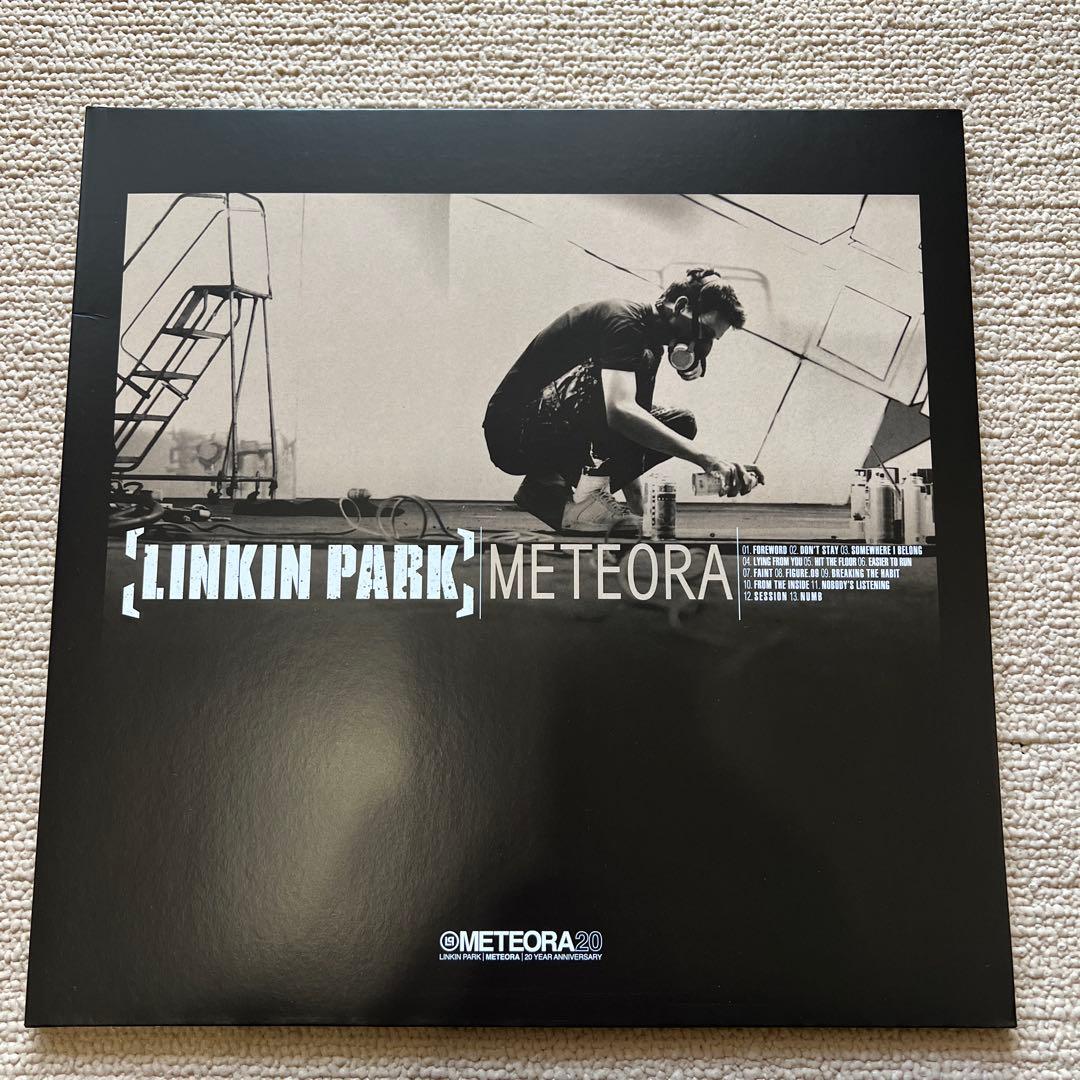 [LINKIN PARK] METEORA
01. FOREWORD 02. DON'T STAY 03. SOMEWHERE I BELONG
04. LYING FROM YOU 05. HIT THE FLOOR 06. EASIER TO RUN
07. FAINT 08. FIGURE.09 09. BREAKING THE HABIT
10. FROM THE INSIDE 11. NOBODY'S LISTENING
12. SESSION 13. NUMB
METEORA20
LINKIN PARK | METEORA | 20 YEAR ANNIVERSARY